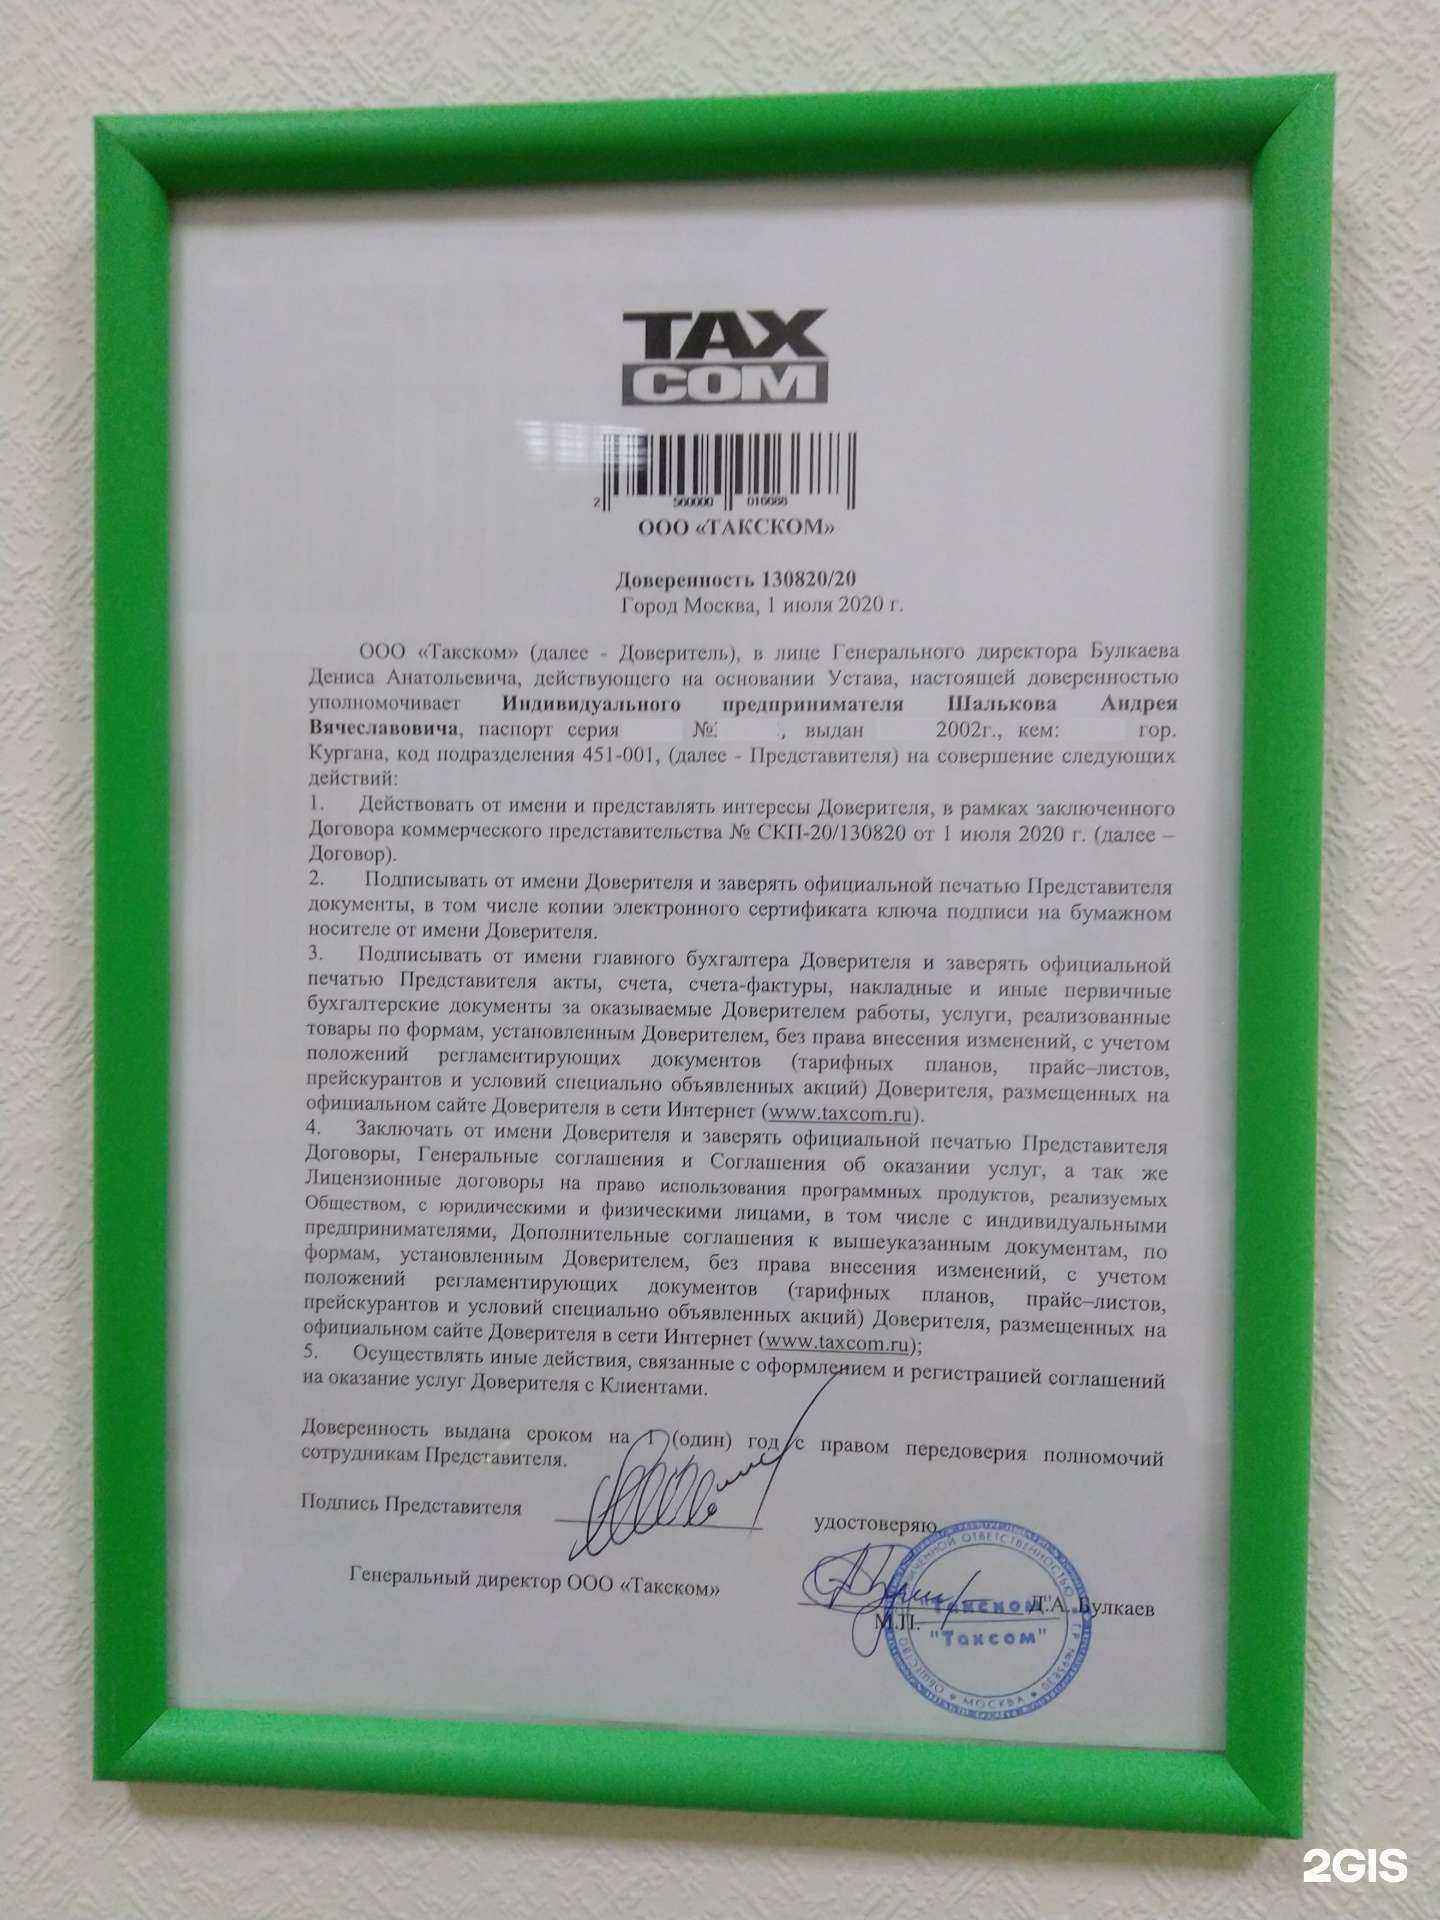 TAX
COM
2 500000 010088
ООО «ТАКСКОМ»
Доверенность 130820/20
Город Москва, 1 июля 2020 г.
ООО «Такском» (далее - Доверитель), в лице Генерального директора Булкаева
Дениса Анатольевича, действующего на основании Устава, настоящей доверенностью
уполномочивает Индивидуального предпринимателя Шалькова Андрея
Вячеславовича, паспорт серия №: , выдан 2002г., кем: гор.
Кургана, код подразделения 451-001, (далее - Представителя) на совершение следующих
действий:
1. Действовать от имени и представлять интересы Доверителя, в рамках заключенного
Договора коммерческого представительства № СКП-20/130820 от 1 июля 2020 г. (далее –
Договор).
2. Подписывать от имени Доверителя и заверять официальной печатью Представителя
документы, в том числе копии электронного сертификата ключа подписи на бумажном
носителе от имени Доверителя.
3. Подписывать от имени главного бухгалтера Доверителя и заверять официальной
печатью Представителя акты, счета, счета-фактуры, накладные и иные первичные
бухгалтерские документы за оказываемые Доверителем работы, услуги, реализованные
товары по формам, установленным Доверителем, без права внесения изменений, с учетом
положений регламентирующих документов (тарифных планов, прайс–листов,
прейскурантов и условий специально объявленных акций) Доверителя, размещенных на
официальном сайте Доверителя в сети Интернет (www.taxcom.ru).
4. Заключать от имени Доверителя и заверять официальной печатью Представителя
Договоры, Генеральные соглашения и Соглашения об оказании услуг, а так же
Лицензионные договоры на право использования программных продуктов, реализуемых
Обществом, с юридическими и физическими лицами, в том числе с индивидуальными
предпринимателями, Дополнительные соглашения к вышеуказанным документам, по
формам, установленным Доверителем, без права внесения изменений, с учетом
положений регламентирующих документов (тарифных планов, прайс–листов,
прейскурантов и условий специально объявленных акций) Доверителя, размещенных на
официальном сайте Доверителя в сети Интернет (www.taxcom.ru);
5. Осуществлять иные действия, связанные с оформлением и регистрацией соглашений
на оказание услуг Доверителя с Клиентами.
Доверенность выдана сроком на 1 (один) год с правом передоверия полномочий
сотрудникам Представителя.
Подпись Представителя удостоверяю,
Генеральный директор ООО «Такском» Д.А. Булкаев
М.П.
ОТВЕТСТВЕННОСТЬЮ
"Такском"
"Таксом"
ОБЩЕСТВО
МОСКВА
2GIS